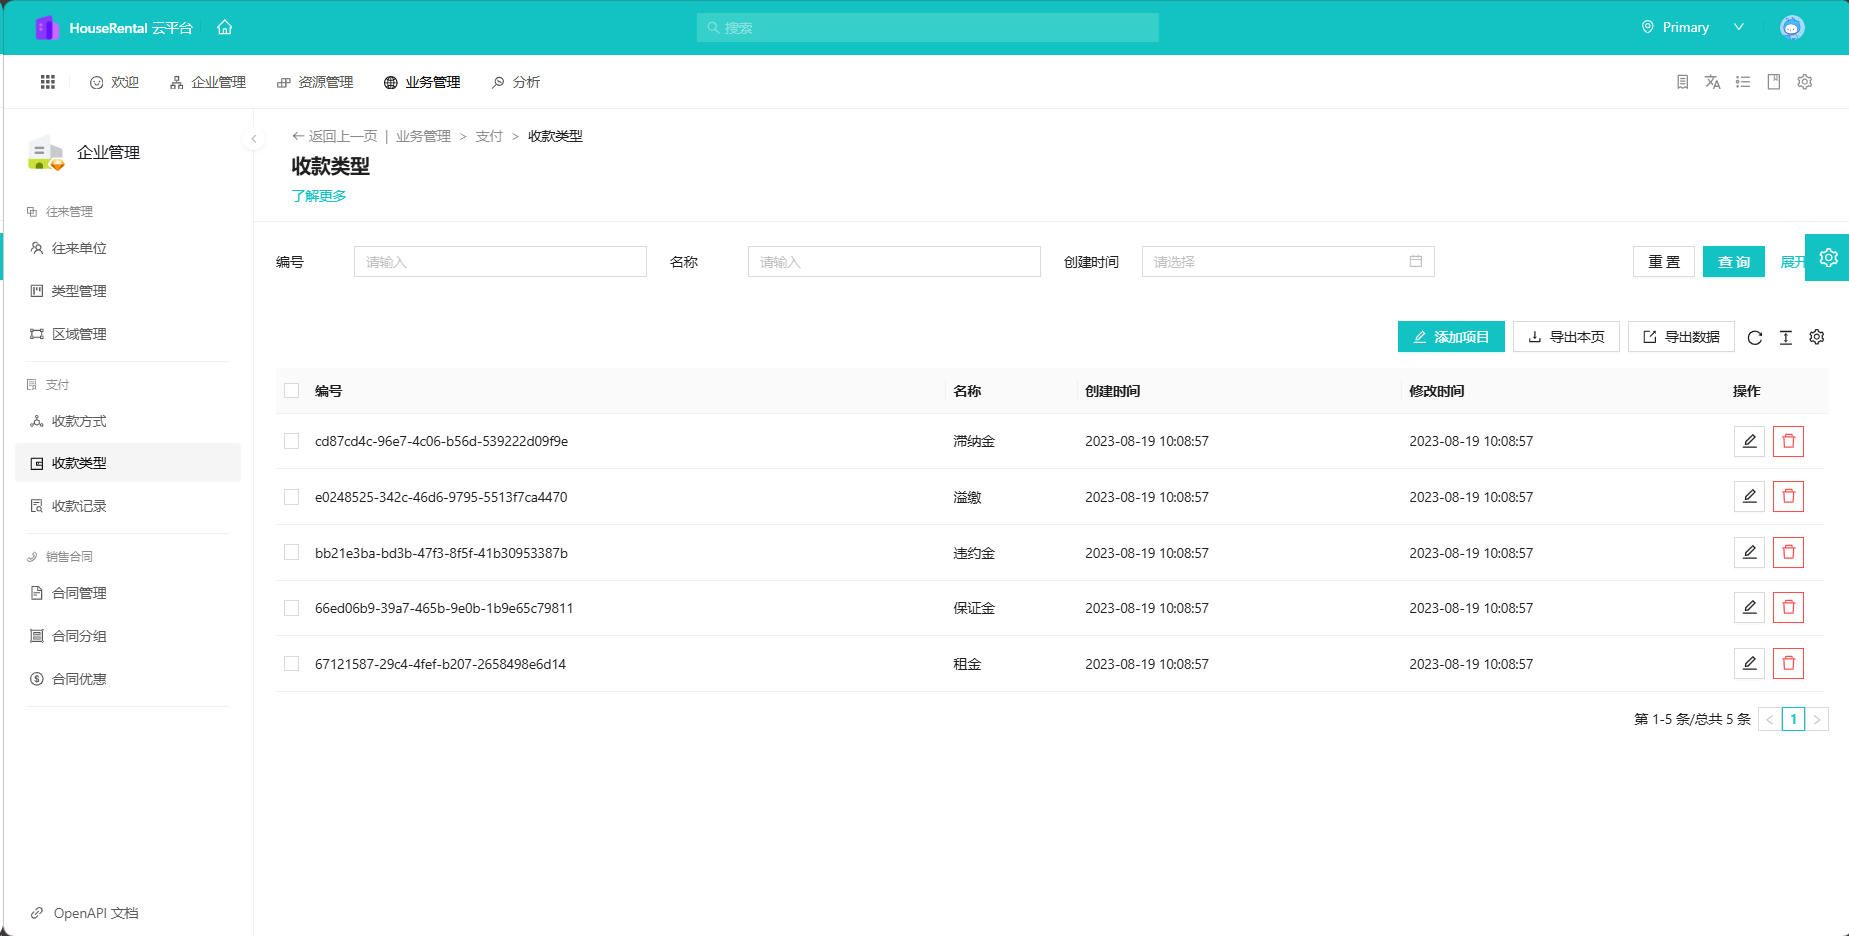 HouseRental 云平台
搜索
Primary
欢迎 企业管理 资源管理 业务管理 分析
企业管理
往来管理
往来单位
类型管理
区域管理
支付
收款方式
收款类型
收款记录
销售合同
合同管理
合同分组
合同优惠
OpenAPI 文档
返回上一页 | 业务管理 > 支付 > 收款类型
收款类型
了解更多
编号 请输入 名称 请输入 创建时间 请选择 重 置 查 询 展开
添加项目 导出本页 导出数据
编号 名称 创建时间 修改时间 操作
cd87cd4c-96e7-4c06-b56d-539222d09f9e 滞纳金 2023-08-19 10:08:57 2023-08-19 10:08:57
e0248525-342c-46d6-9795-5513f7ca4470 溢缴 2023-08-19 10:08:57 2023-08-19 10:08:57
bb21e3ba-bd3b-47f3-8f5f-41b30953387b 违约金 2023-08-19 10:08:57 2023-08-19 10:08:57
66ed06b9-39a7-465b-9e0b-1b9e65c79811 保证金 2023-08-19 10:08:57 2023-08-19 10:08:57
67121587-29c4-4fef-b207-2658498e6d14 租金 2023-08-19 10:08:57 2023-08-19 10:08:57
第 1-5 条/总共 5 条 < 1 >